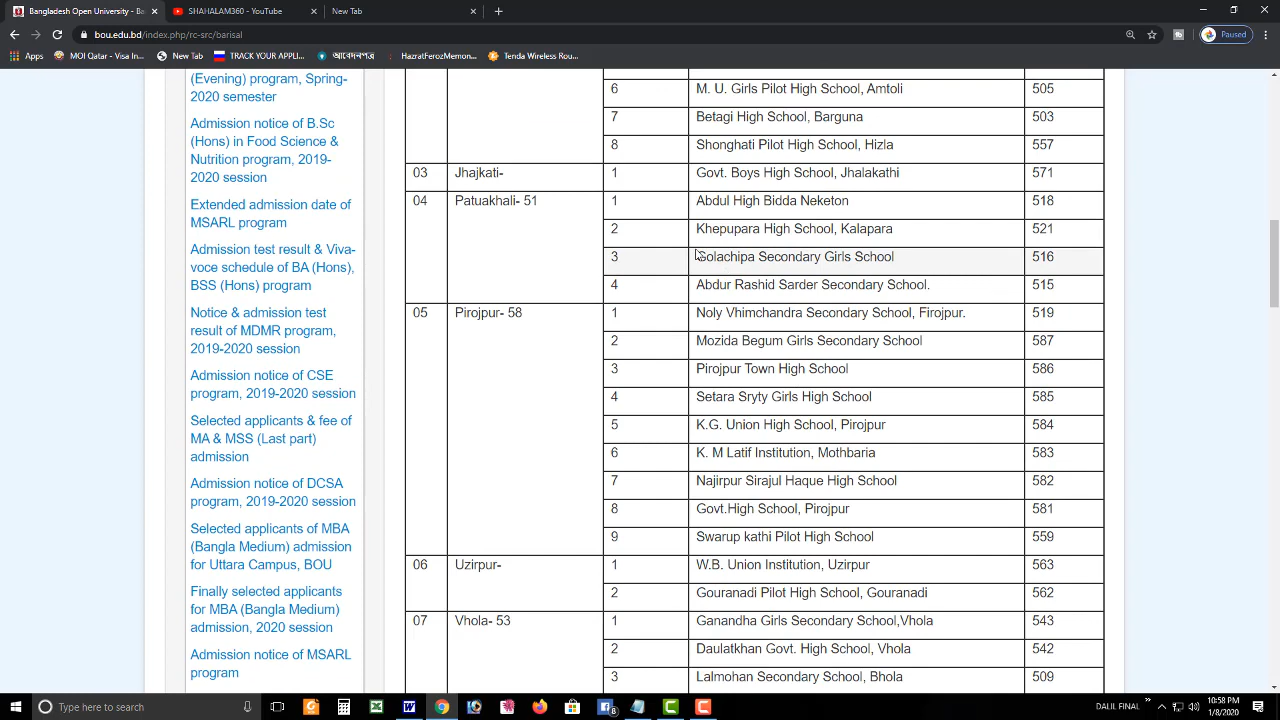 Bangladesh Open University - Ba
SHAHALAM360 - YouTube
New Tab
bou.edu.bd/index.php/rc-src/barisal
Paused
Apps
MOI Qatar - Visa In...
New Tab
TRACK YOUR APPLI...
আবেদনপত্র
HazratFerozMemon...
Tenda Wireless Rou...
(Evening) program, Spring-
2020 semester
Admission notice of B.Sc
(Hons) in Food Science &
Nutrition program, 2019-
2020 session
Extended admission date of
MSARL program
Admission test result & Viva-
voce schedule of BA (Hons),
BSS (Hons) program
Notice & admission test
result of MDMR program,
2019-2020 session
Admission notice of CSE
program, 2019-2020 session
Selected applicants & fee of
MA & MSS (Last part)
admission
Admission notice of DCSA
program, 2019-2020 session
Selected applicants of MBA
(Bangla Medium) admission
for Uttara Campus, BOU
Finally selected applicants
for MBA (Bangla Medium)
admission, 2020 session
Admission notice of MSARL
program
6 M. U. Girls Pilot High School, Amtoli 505
7 Betagi High School, Barguna 503
8 Shonghati Pilot High School, Hizla 557
03 Jhajkati- 1 Govt. Boys High School, Jhalakathi 571
04 Patuakhali- 51 1 Abdul High Bidda Neketon 518
2 Khepupara High School, Kalapara 521
3 Golachipa Secondary Girls School 516
4 Abdur Rashid Sarder Secondary School. 515
05 Pirojpur- 58 1 Noly Vhimchandra Secondary School, Firojpur. 519
2 Mozida Begum Girls Secondary School 587
3 Pirojpur Town High School 586
4 Setara Sryty Girls High School 585
5 K.G. Union High School, Pirojpur 584
6 K. M Latif Institution, Mothbaria 583
7 Najirpur Sirajul Haque High School 582
8 Govt.High School, Pirojpur 581
9 Swarup kathi Pilot High School 559
06 Uzirpur- 1 W.B. Union Institution, Uzirpur 563
2 Gouranadi Pilot High School, Gouranadi 562
07 Vhola- 53 1 Ganandha Girls Secondary School,Vhola 543
2 Daulatkhan Govt. High School, Vhola 542
3 Lalmohan Secondary School, Bhola 509
Type here to search
DALIL FINAL
10:58 PM
1/8/2020